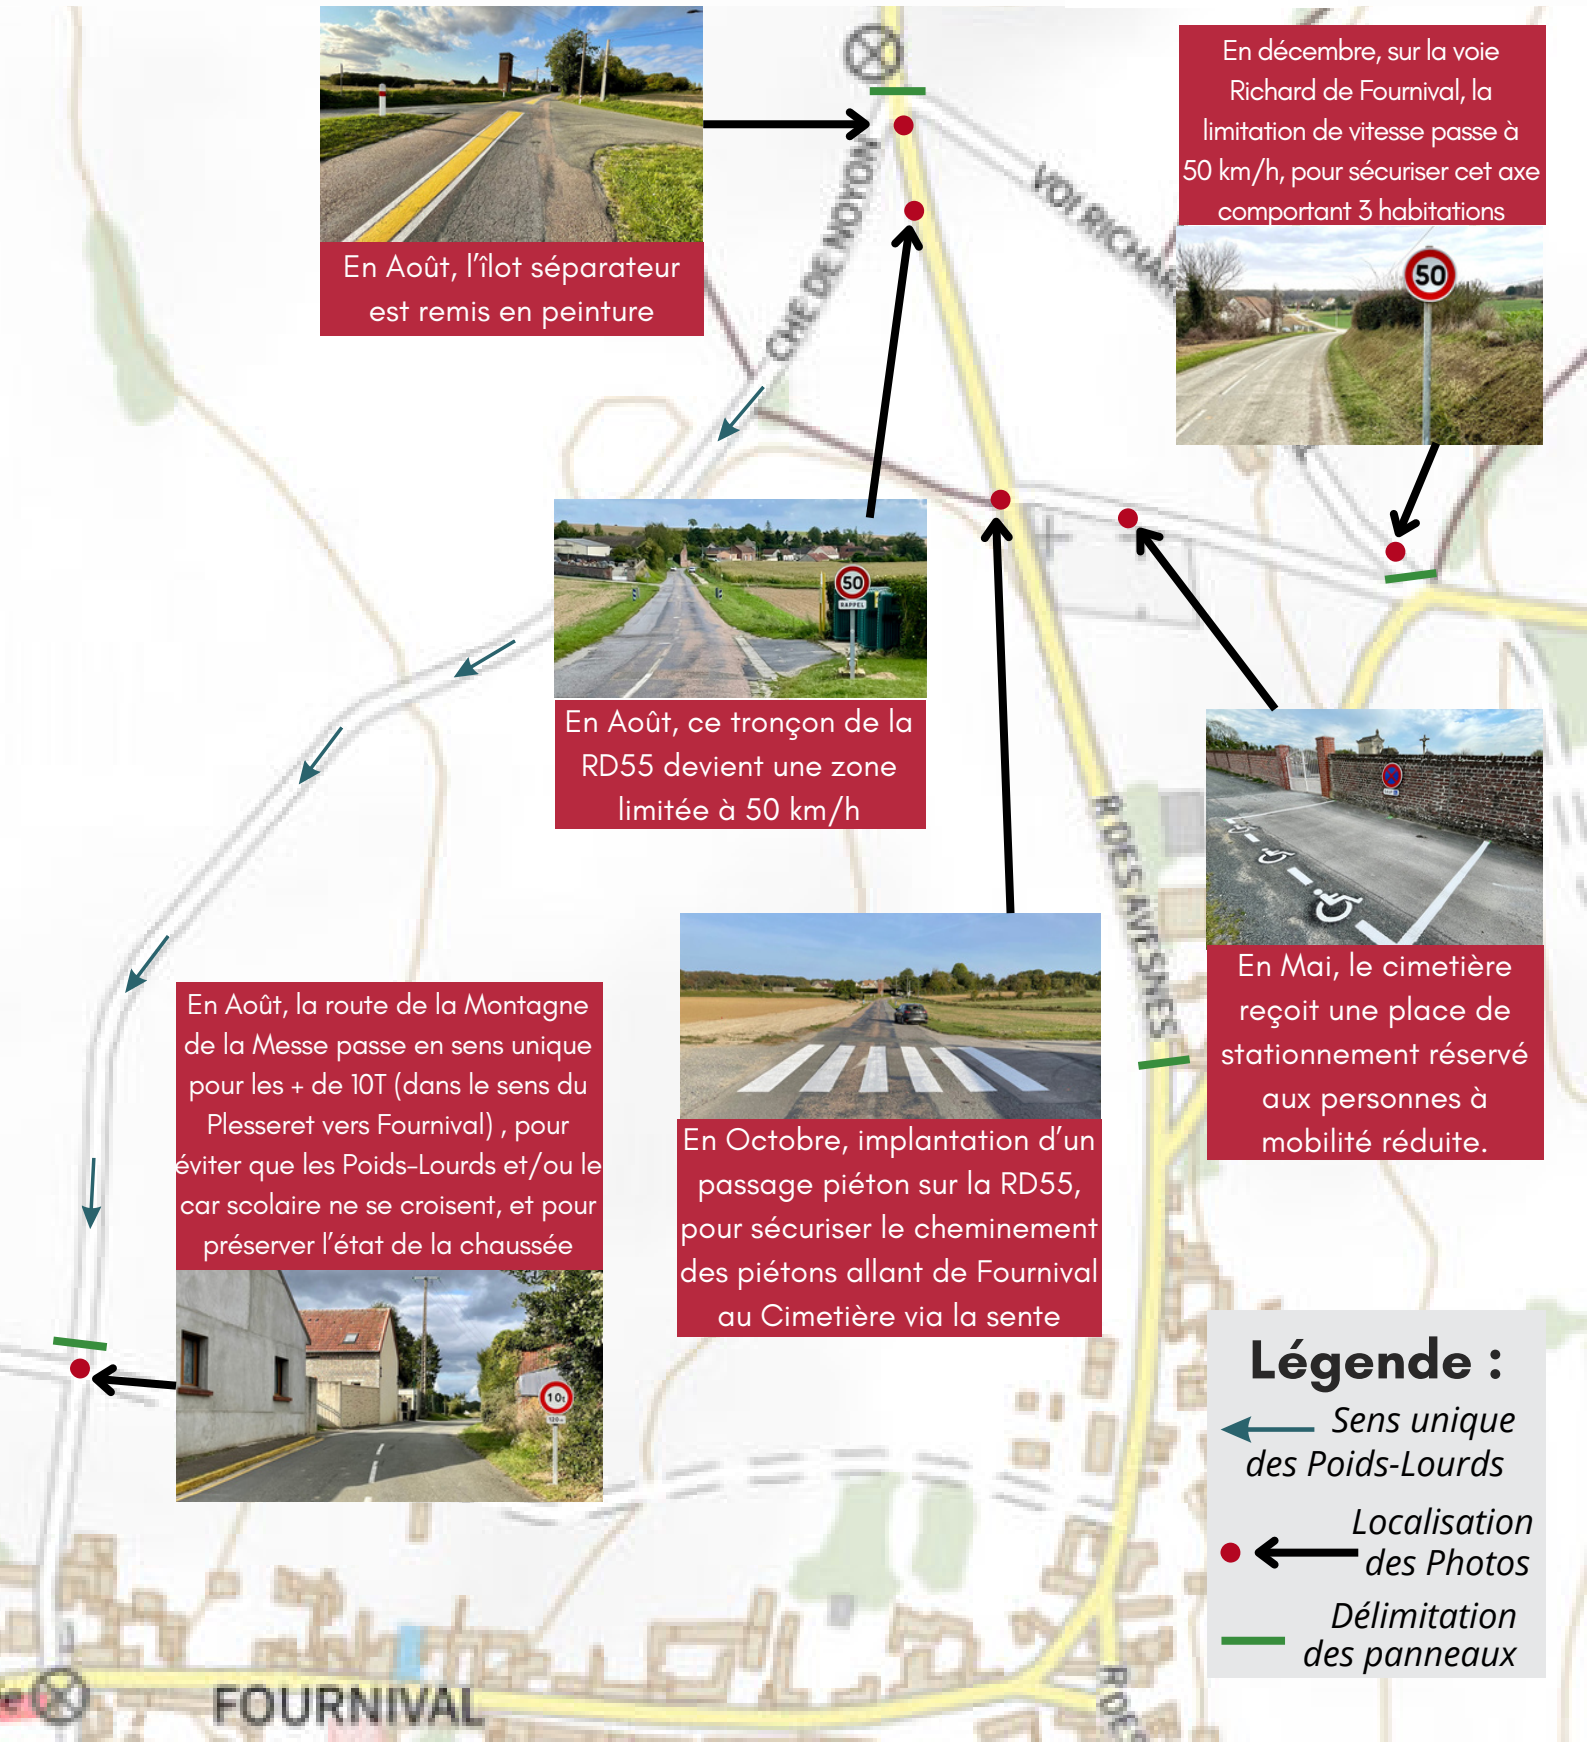 En décembre, sur la voie
Richard de Fournival, la
limitation de vitesse passe à
50 km/h, pour sécuriser cet axe
comportant 3 habitations
50
En Août, l'îlot séparateur
est remis en peinture
CHE DE NOYON
VOI RICHAR
50
RAPPEL
En Août, ce tronçon de la
RD55 devient une zone
limitée à 50 km/h
R DES AVESNES
En Mai, le cimetière
reçoit une place de
stationnement réservé
aux personnes à
mobilité réduite.
En Août, la route de la Montagne
de la Messe passe en sens unique
pour les + de 10T (dans le sens du
Plesseret vers Fournival) , pour
éviter que les Poids-Lourds et/ou le
car scolaire ne se croisent, et pour
préserver l'état de la chaussée
10t
En Octobre, implantation d'un
passage piéton sur la RD55,
pour sécuriser le cheminement
des piétons allant de Fournival
au Cimetière via la sente
Légende :
Sens unique
des Poids-Lourds
Localisation
des Photos
Délimitation
des panneaux
FOURNIVAL
R DES